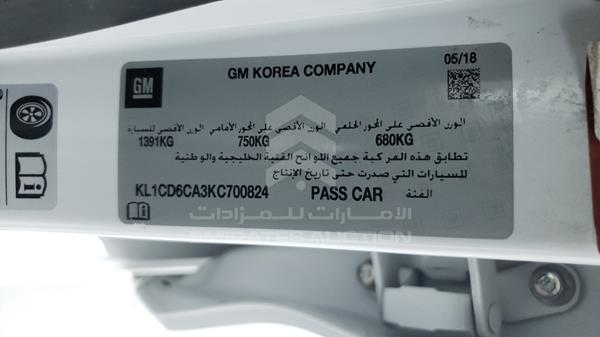 GM
GM KOREA COMPANY
05/18
الوزن الأقصى للسيارة الوزن الأقصى على المحور الأمامي الوزن الأقصى على المحور الخلفي
1391KG 750KG 680KG
تطابق هذه المركبة جميع اللوائح الفنية الخليجية والوطنية
للسيارات التي صدرت حتى تاريخ الإنتاج
KL1CD6CA3KC700824 PASS CAR الفئة
الامارات للمزادات
EMIRATES AUCTION